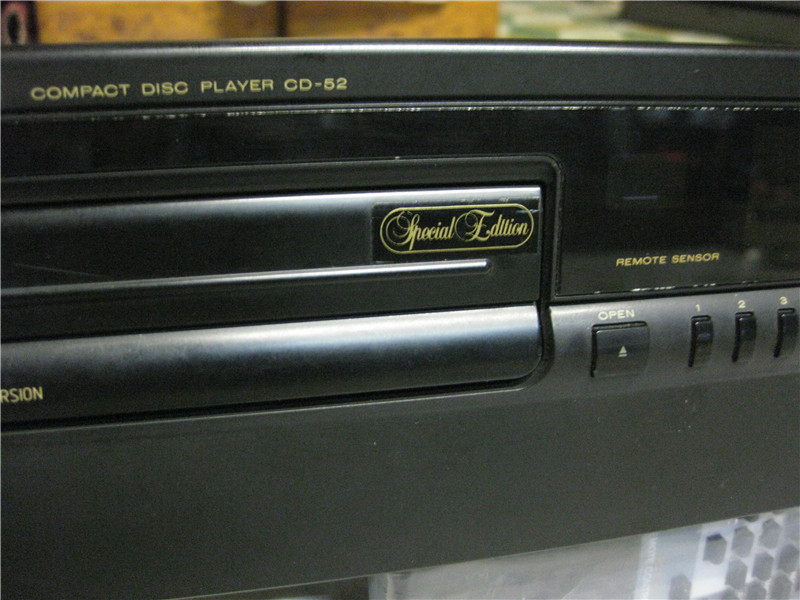 COMPACT DISC PLAYER CD-52
Special Edition
REMOTE SENSOR
OPEN
1 2 3
RSION